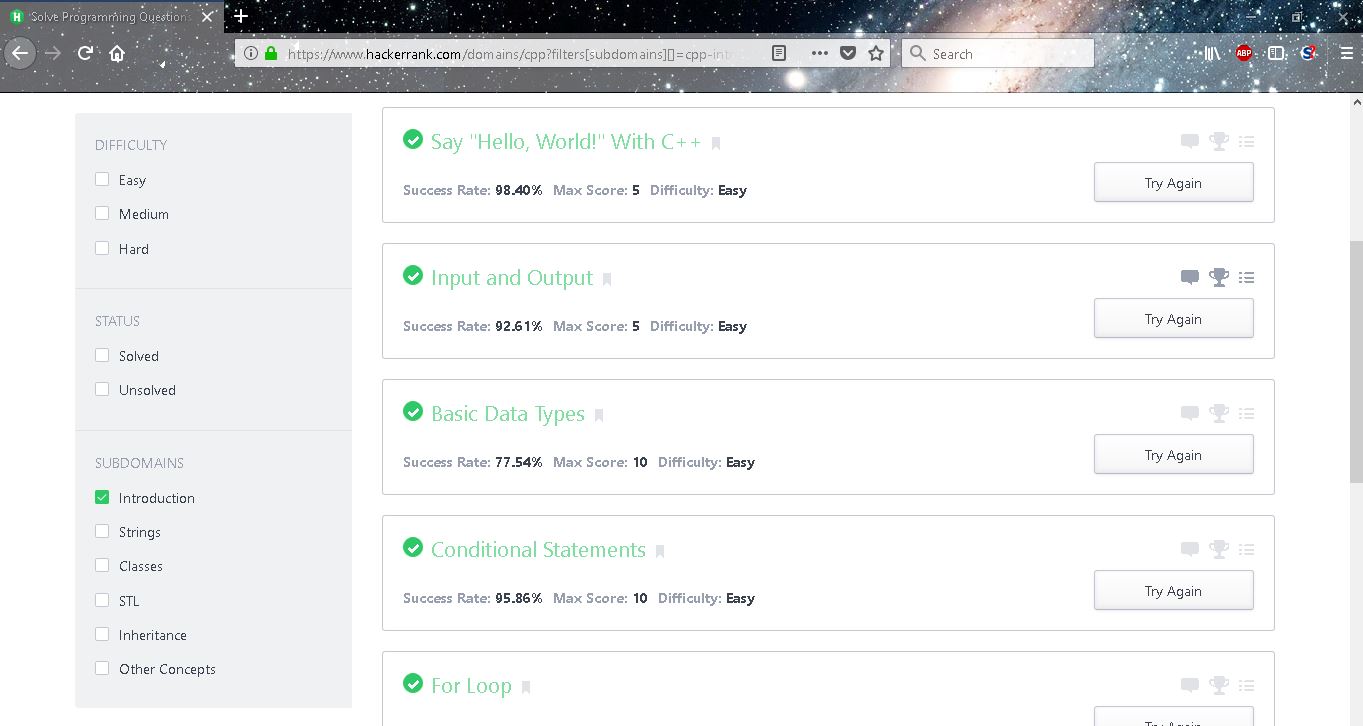 Solve Programming Questions
https://www.hackerrank.com/domains/cpp?filters[subdomains][]=cpp-intr
Search
ABP
DIFFICULTY
Easy
Medium
Hard
STATUS
Solved
Unsolved
SUBDOMAINS
Introduction
Strings
Classes
STL
Inheritance
Other Concepts
Say "Hello, World!" With C++
Success Rate: 98.40% Max Score: 5 Difficulty: Easy
Try Again
Input and Output
Success Rate: 92.61% Max Score: 5 Difficulty: Easy
Try Again
Basic Data Types
Success Rate: 77.54% Max Score: 10 Difficulty: Easy
Try Again
Conditional Statements
Success Rate: 95.86% Max Score: 10 Difficulty: Easy
Try Again
For Loop
Try Again